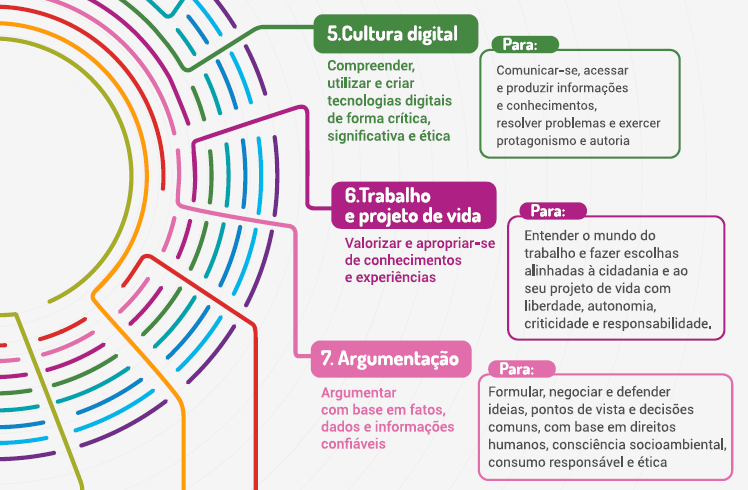 5.Cultura digital
Compreender,
utilizar e criar
tecnologias digitais
de forma crítica,
significativa e ética
Para:
Comunicar-se, acessar
e produzir informações
e conhecimentos,
resolver problemas e exercer
protagonismo e autoria
6.Trabalho
e projeto de vida
Valorizar e apropriar-se
de conhecimentos
e experiências
Para:
Entender o mundo do
trabalho e fazer escolhas
alinhadas à cidadania e ao
seu projeto de vida com
liberdade, autonomia,
criticidade e responsabilidade.
7. Argumentação
Argumentar
com base em fatos,
dados e informações
confiáveis
Para:
Formular, negociar e defender
ideias, pontos de vista e decisões
comuns, com base em direitos
humanos, consciência socioambiental,
consumo responsável e ética